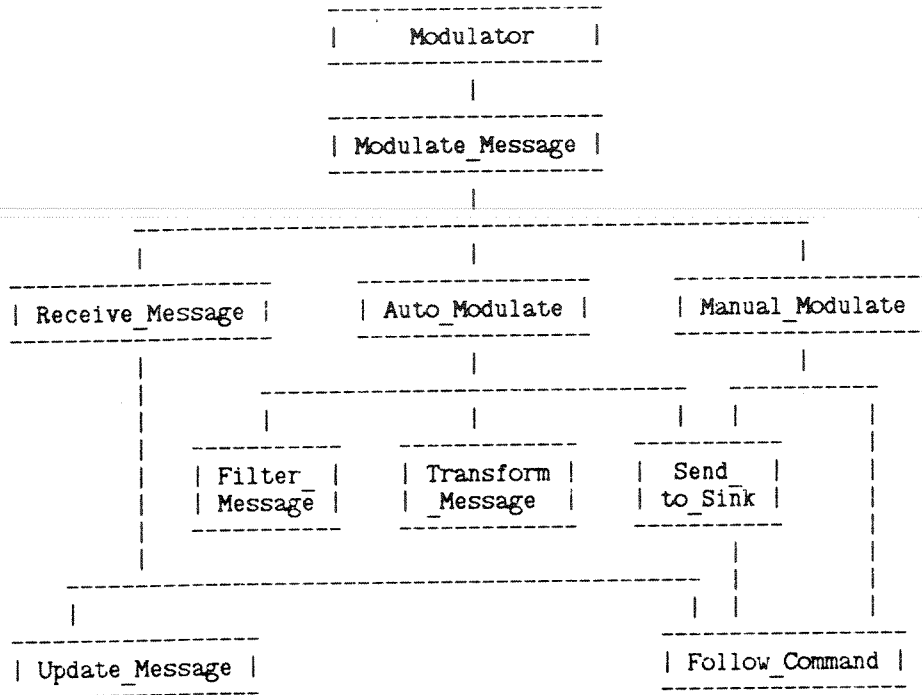 Modulator
Modulate_Message
Receive_Message
Auto_Modulate
Manual_Modulate
Filter_
Message
Transform
_Message
Send_
to_Sink
Update_Message
Follow_Command